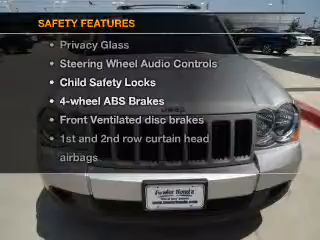 SAFETY FEATURES
• Privacy Glass
• Steering Wheel Audio Controls
• Child Safety Locks
• 4-wheel ABS Brakes
• Front Ventilated disc brakes
• 1st and 2nd row curtain head
airbags
Jeep